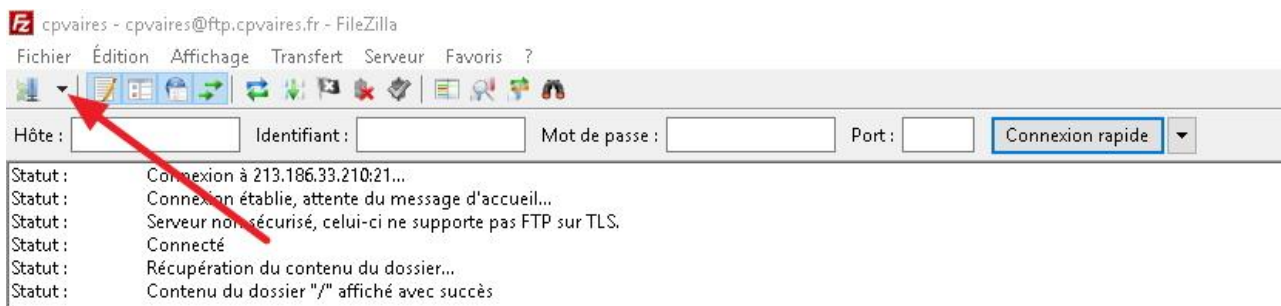 Fz cpvaires - cpvaires@ftp.cpvaires.fr - FileZilla
Fichier Édition Affichage Transfert Serveur Favoris ?
Hôte : Identifiant : Mot de passe : Port : Connexion rapide
Statut : Connexion à 213.186.33.210:21...
Statut : Connexion établie, attente du message d'accueil...
Statut : Serveur non sécurisé, celui-ci ne supporte pas FTP sur TLS.
Statut : Connecté
Statut : Récupération du contenu du dossier...
Statut : Contenu du dossier "/" affiché avec succès